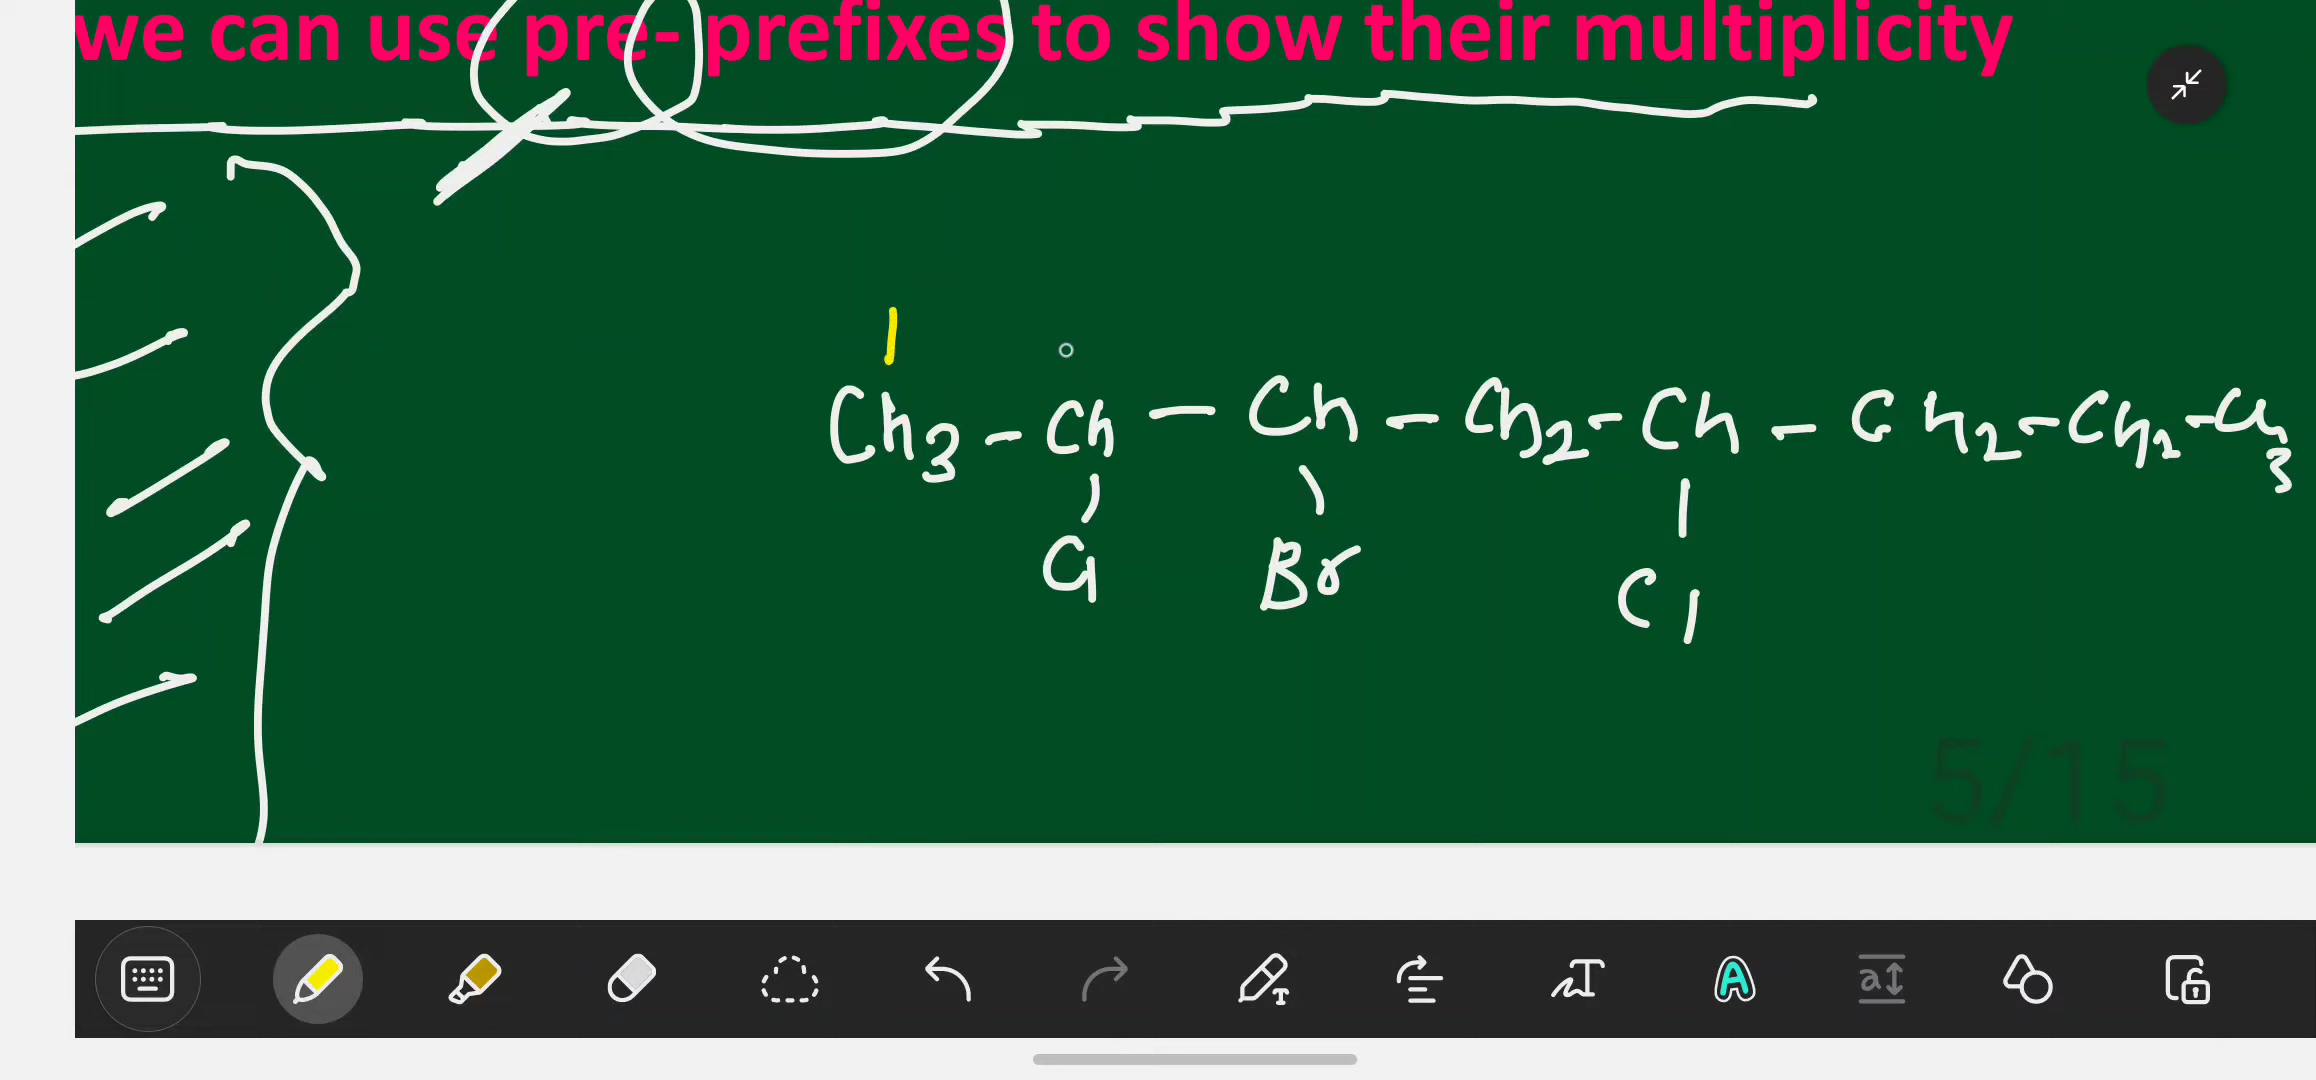 we can use pre- prefixes to show their multiplicity
1
Ch3 - Ch - Ch - Ch2 - Ch - Ch2 - Ch2 - Ch3
Cl Br Cl
5/15